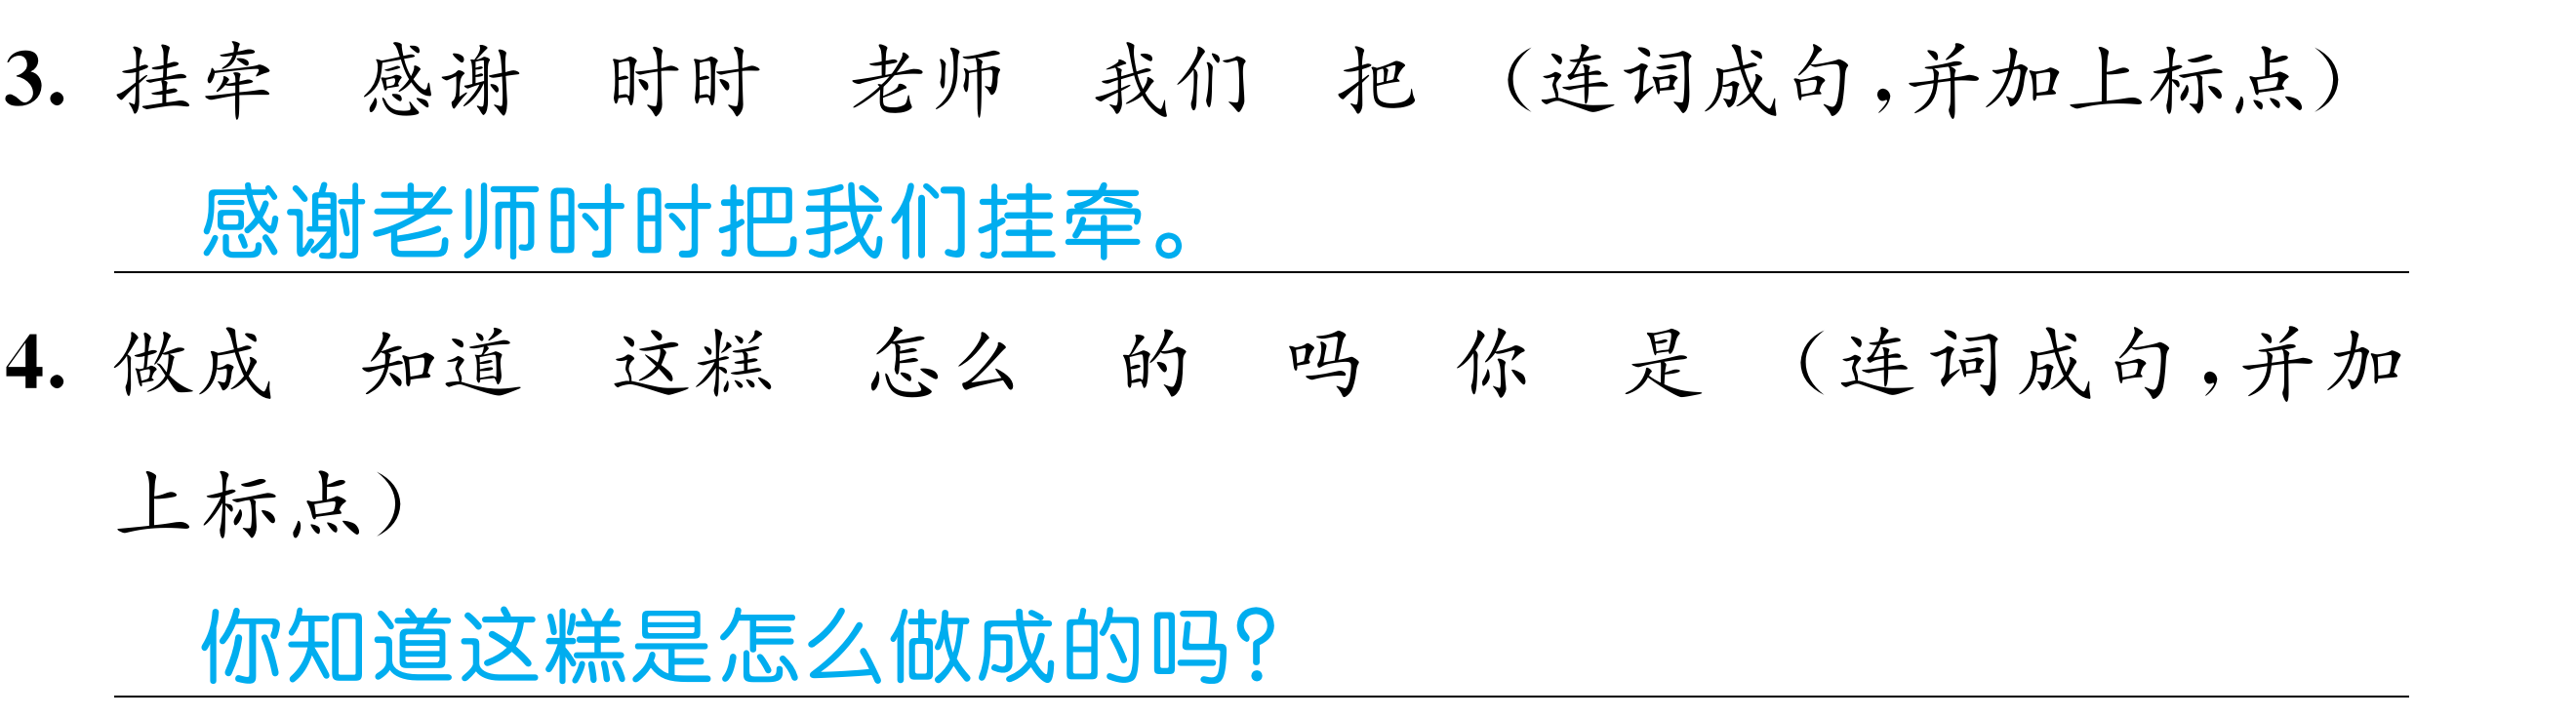 3. 挂牵 感谢 时时 老师 我们 把 （连词成句，并加上标点）
感谢老师时时把我们挂牵。
4. 做成 知道 这糕 怎么 的 吗 你 是 （连词成句，并加
上标点）
你知道这糕是怎么做成的吗？